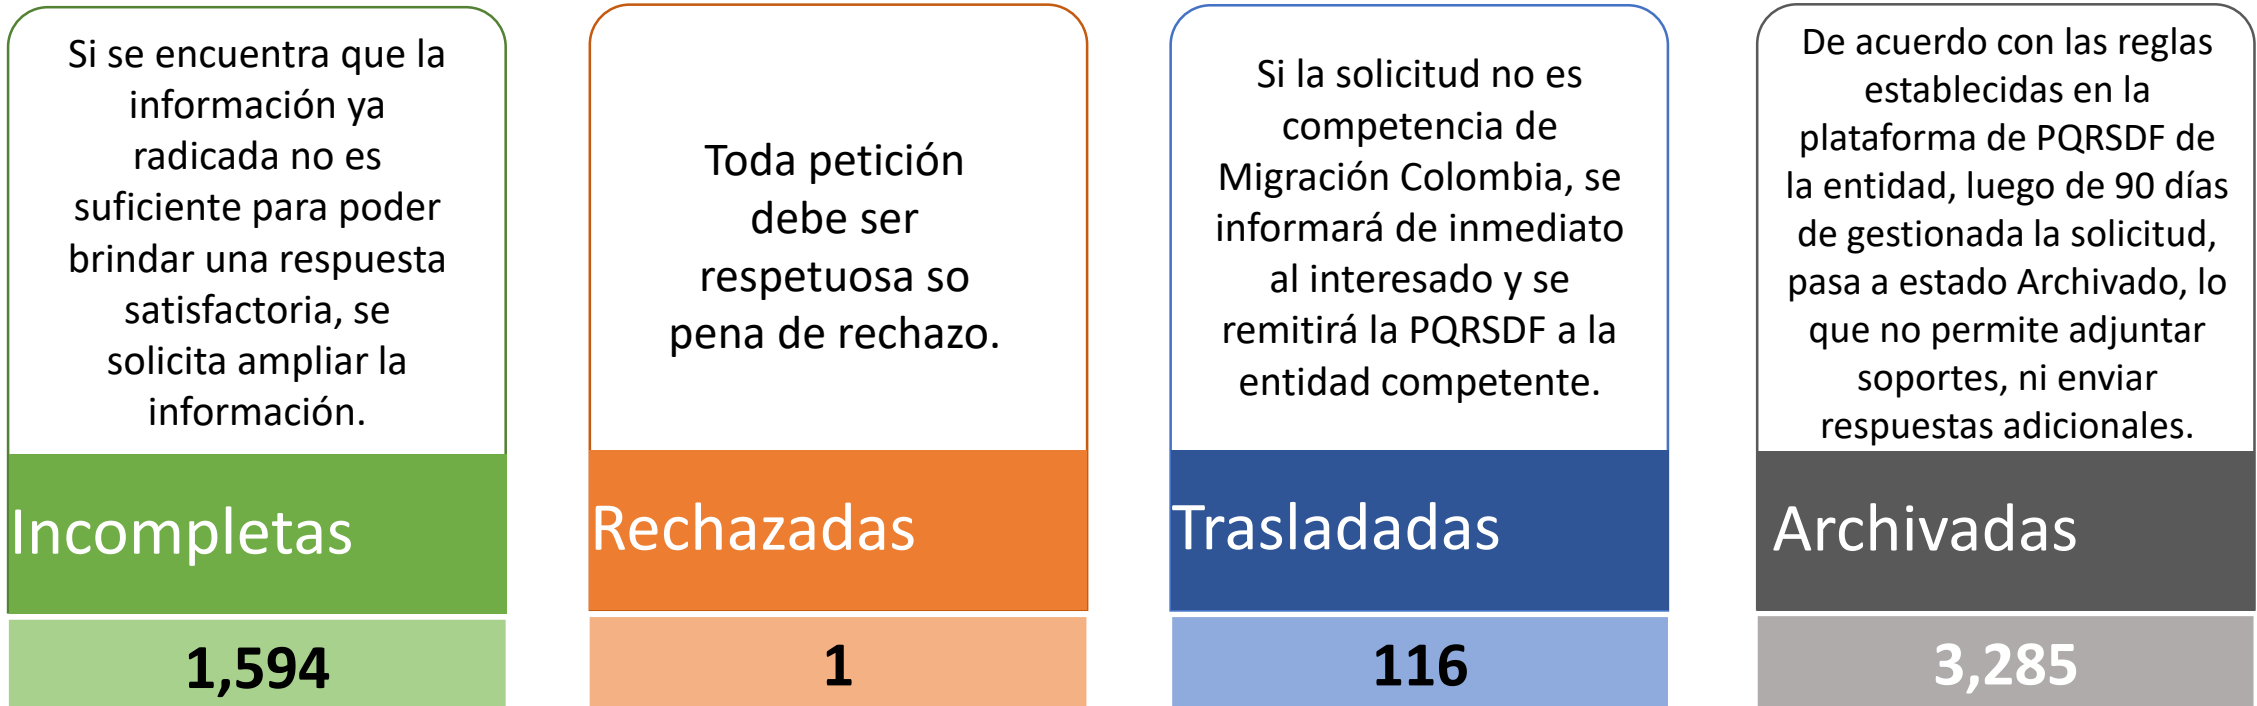 Si se encuentra que la
información ya
radicada no es
suficiente para poder
brindar una respuesta
satisfactoria, se
solicita ampliar la
información.
Incompletas
1,594
Toda petición
debe ser
respetuosa so
pena de rechazo.
Rechazadas
1
Si la solicitud no es
competencia de
Migración Colombia, se
informará de inmediato
al interesado y se
remitirá la PQRSDF a la
entidad competente.
Trasladadas
116
De acuerdo con las reglas
establecidas en la
plataforma de PQRSDF de
la entidad, luego de 90 días
de gestionada la solicitud,
pasa a estado Archivado, lo
que no permite adjuntar
soportes, ni enviar
respuestas adicionales.
Archivadas
3,285